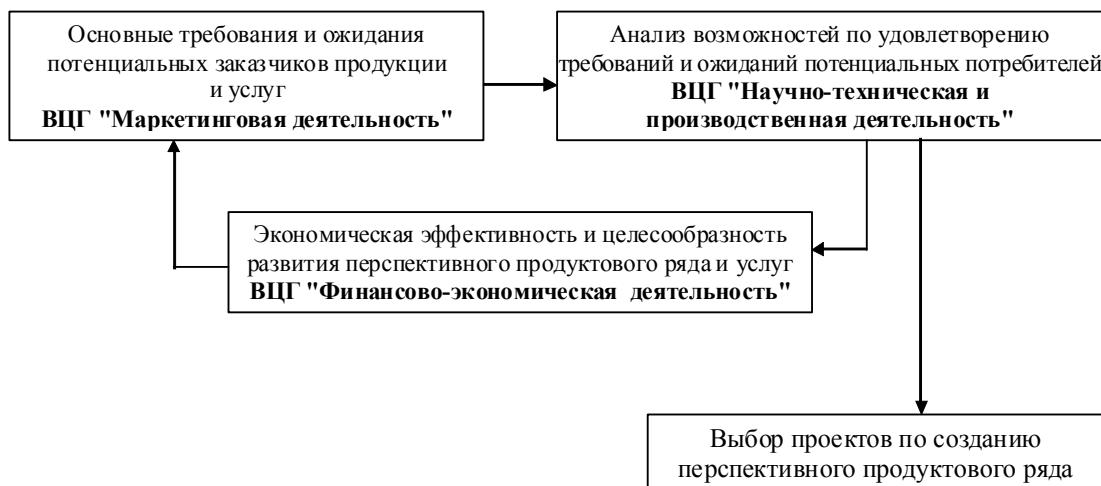 Основные требования и ожидания
потенциальных заказчиков продукции
и услуг
ВЦГ "Маркетинговая деятельность"
Анализ возможностей по удовлетворению
требований и ожиданий потенциальных потребителей
ВЦГ "Научно-техническая и
производственная деятельность"
Экономическая эффективность и целесообразность
развития перспективного продуктового ряда и услуг
ВЦГ "Финансово-экономическая деятельность"
Выбор проектов по созданию
перспективного продуктового ряда